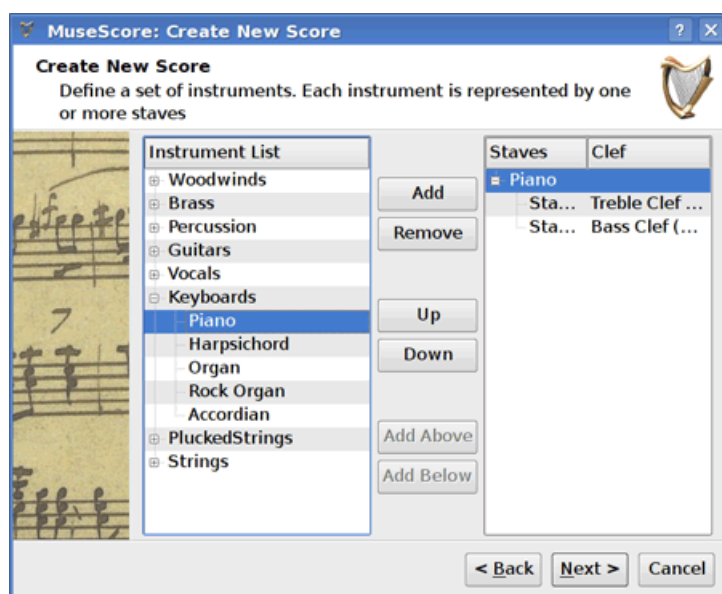 MuseScore: Create New Score
?
Create New Score
Define a set of instruments. Each instrument is represented by one
or more staves
Instrument List
Woodwinds
Brass
Percussion
Guitars
Vocals
Keyboards
Piano
Harpsichord
Organ
Rock Organ
Accordian
PluckedStrings
Strings
Add
Remove
Up
Down
Add Above
Add Below
Staves Clef
Piano
Sta... Treble Clef ...
Sta... Bass Clef (...
< Back Next > Cancel